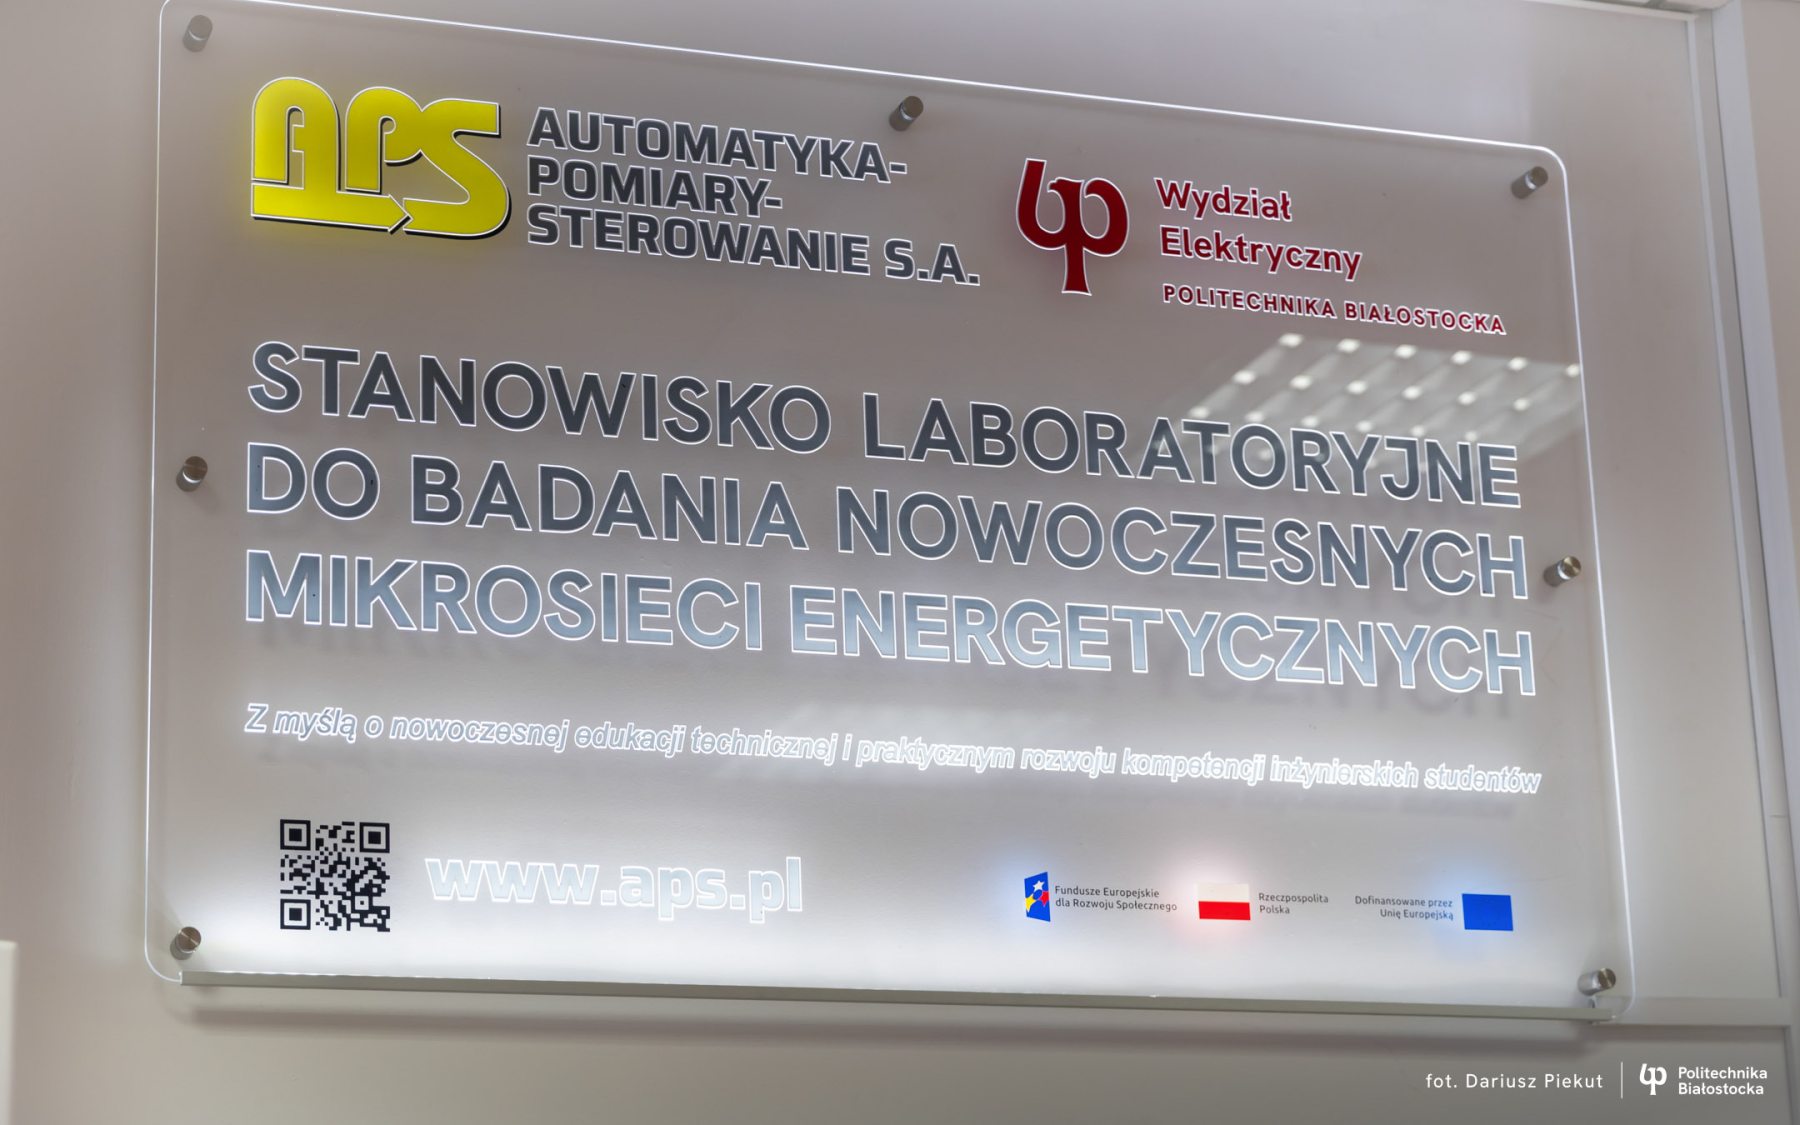 APS
AUTOMATYKA-
POMIARY-
STEROWANIE S.A.
Wydział
Elektryczny
POLITECHNIKA BIAŁOSTOCKA
STANOWISKO LABORATORYJNE
DO BADANIA NOWOCZESNYCH
MIKROSIECI ENERGETYCZNYCH
Z myślą o nowoczesnej edukacji technicznej i praktycznym rozwoju kompetencji inżynierskich studentów
www.aps.pl
Fundusze Europejskie
dla Rozwoju Społecznego
Rzeczpospolita
Polska
Dofinansowane przez
Unię Europejską
fot. Dariusz Piekut
Politechnika
Białostocka